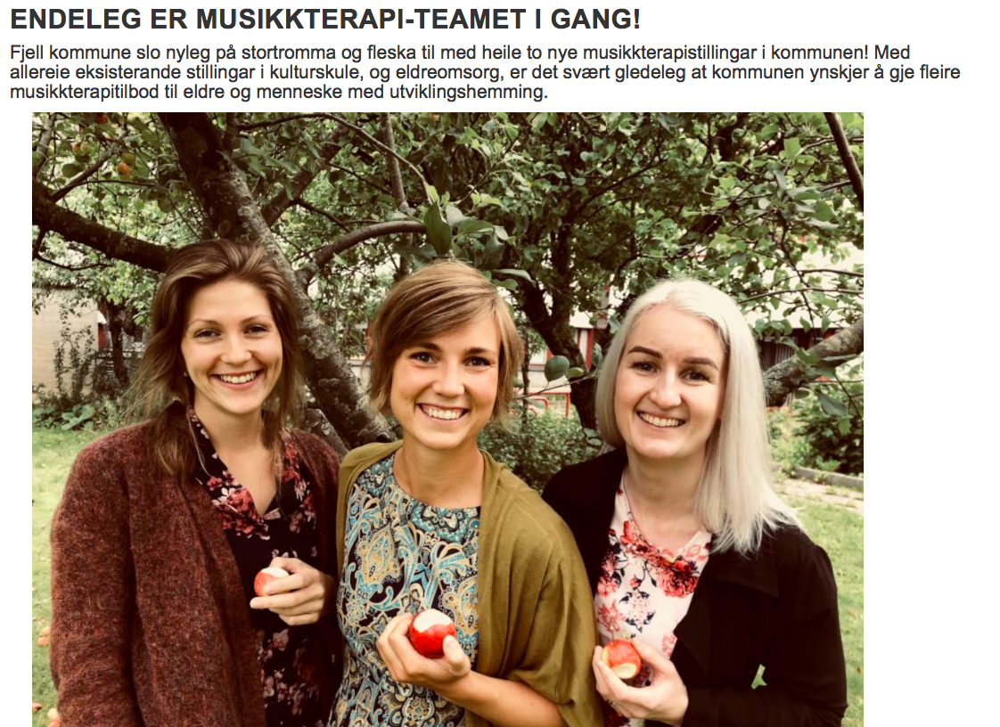 ENDELEG ER MUSIKKTERAPI-TEAMET I GANG!
Fjell kommune slo nyleg på stortromma og fleska til med heile to nye musikkterapistillingar i kommunen! Med
allereie eksisterande stillingar i kulturskule, og eldreomsorg, er det svært gledeleg at kommunen ynskjer å gje fleire
musikkterapitilbod til eldre og menneske med utviklingshemming.